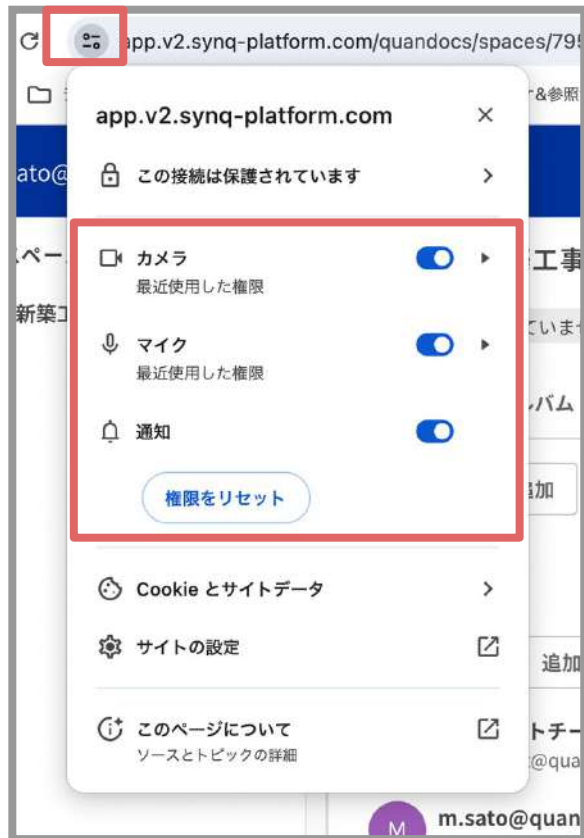 app.v2.synq-platform.com/quandocs/spaces/795
&参照
app.v2.synq-platform.com
ato@
この接続は保護されています
スペー
工事
カメラ
最近使用した権限
新築工
ていませ
マイク
最近使用した権限
バム
通知
追加
権限をリセット
Cookie とサイトデータ
サイトの設定
追加
このページについて
トチー
ソースとトピックの詳細
@qua
M
m.sato@quan